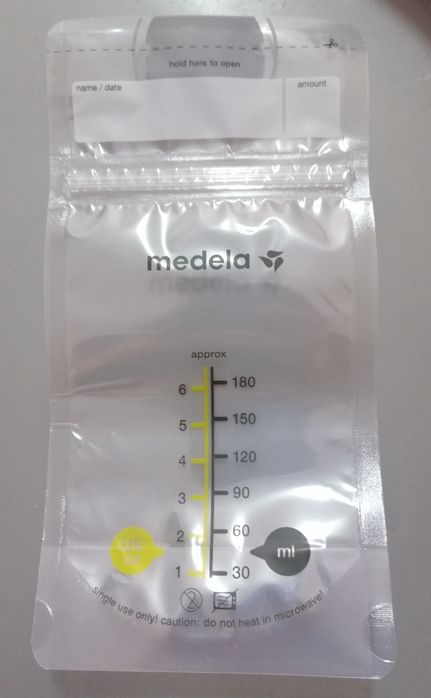 hold here to open
name / date
amount
medela
approx
6 180
5 150
4 120
3 90
2 60
1 30
ml
single use only! caution: do not heat in microwave!